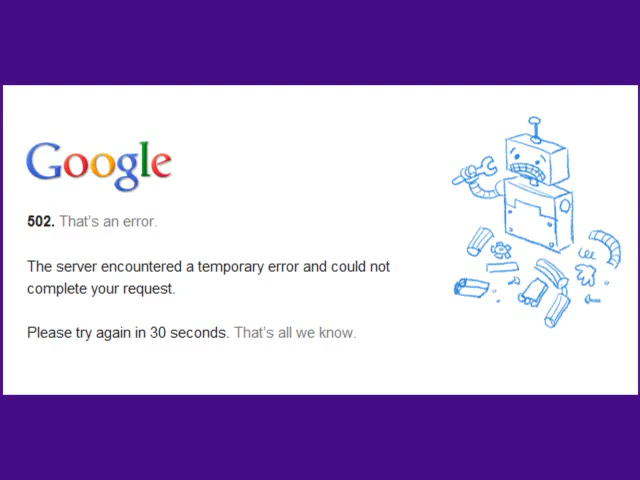 Google
502. That's an error.
The server encountered a temporary error and could not
complete your request.
Please try again in 30 seconds. That's all we know.